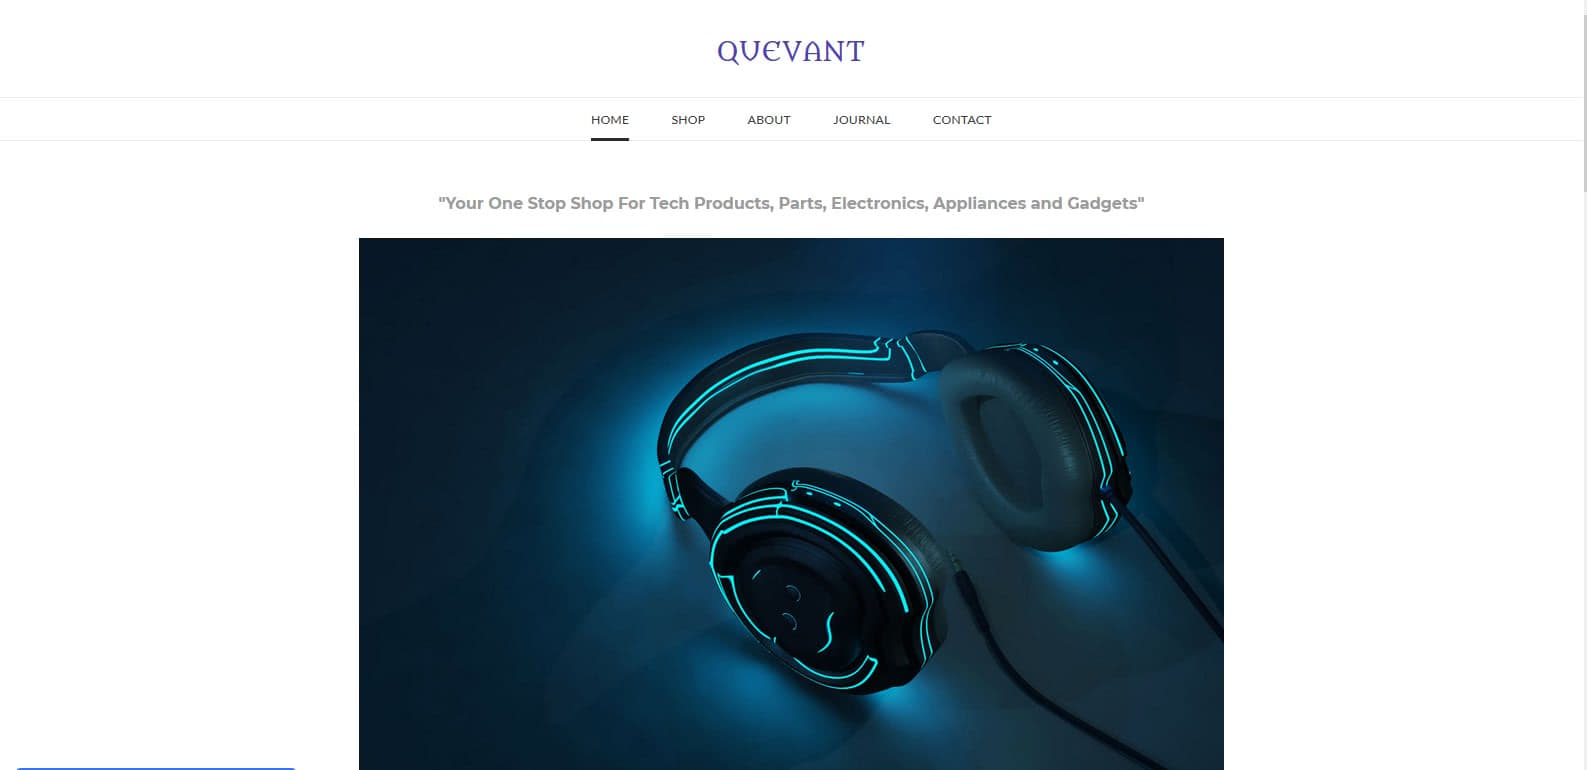 QUEVANT
HOME SHOP ABOUT JOURNAL CONTACT
"Your One Stop Shop For Tech Products, Parts, Electronics, Appliances and Gadgets"